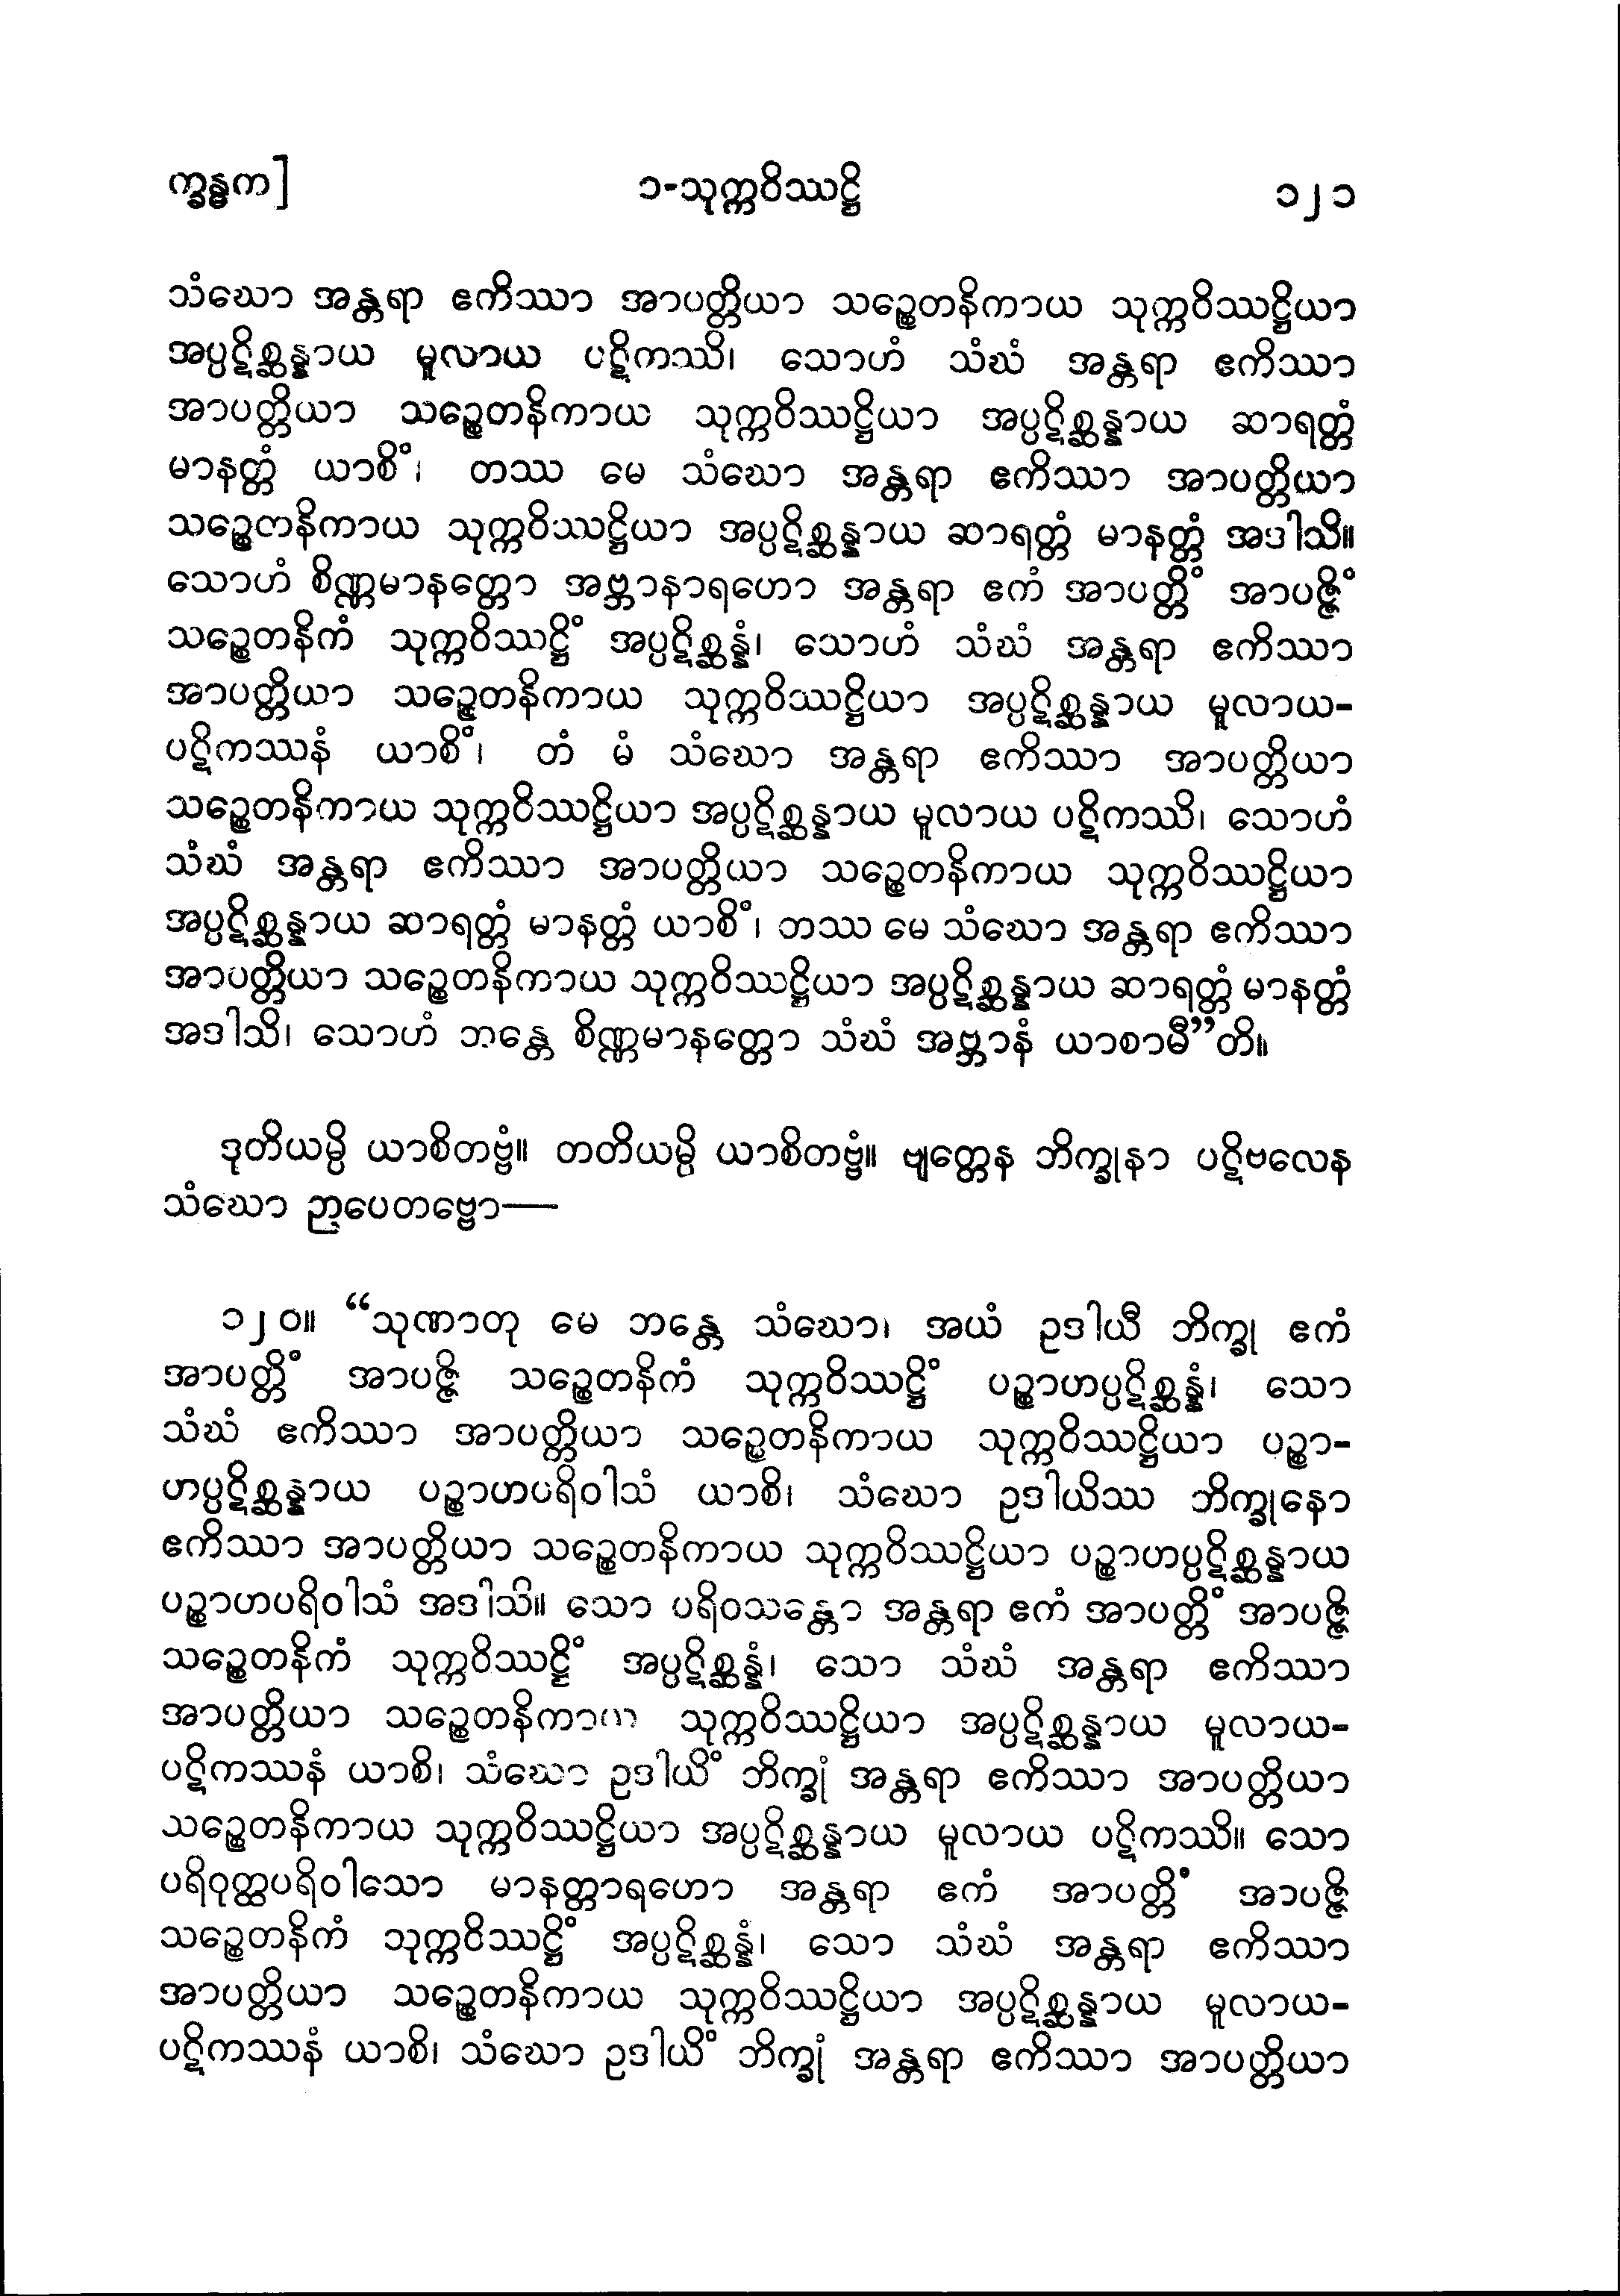 က္ခန္ဓက]
၁-သုက္ကဝိဿဋ္ဌိ
၁၂၁
သံဃော အန္တရာ ဧကိဿာ အာပတ္တိယာ သဉ္စေတနိကာယ သုက္ကဝိဿဋ္ဌိယာ
အပ္ပဋိစ္ဆန္နာယ မူလာယ ပဋိကဿိ၊ သောဟံ သံဃံ အန္တရာ ဧကိဿာ
အာပတ္တိယာ သဉ္စေတနိကာယ သုက္ကဝိဿဋ္ဌိယာ အပ္ပဋိစ္ဆန္နာယ ဆာရတ္တံ
မာနတ္တံ ယာစိံ၊ တဿ မေ သံဃော အန္တရာ ဧကိဿာ အာပတ္တိယာ
သဉ္စေတနိကာယ သုက္ကဝိဿဋ္ဌိယာ အပ္ပဋိစ္ဆန္နာယ ဆာရတ္တံ မာနတ္တံ အဒါသိ။
သောဟံ စိဏ္ဏမာနတ္တော အဗ္ဘာနာရဟော အန္တရာ ဧကံ အာပတ္တိံ အာပဇ္ဇိံ
သဉ္စေတနိကံ သုက္ကဝိဿဋ္ဌိံ အပ္ပဋိစ္ဆန္နံ၊ သောဟံ သံဃံ အန္တရာ ဧကိဿာ
အာပတ္တိယာ သဉ္စေတနိကာယ သုက္ကဝိဿဋ္ဌိယာ အပ္ပဋိစ္ဆန္နာယ မူလာယ-
ပဋိကဿနံ ယာစိံ၊ တံ မံ သံဃော အန္တရာ ဧကိဿာ အာပတ္တိယာ
သဉ္စေတနိကာယ သုက္ကဝိဿဋ္ဌိယာ အပ္ပဋိစ္ဆန္နာယ မူလာယ ပဋိကဿိ၊ သောဟံ
သံဃံ အန္တရာ ဧကိဿာ အာပတ္တိယာ သဉ္စေတနိကာယ သုက္ကဝိဿဋ္ဌိယာ
အပ္ပဋိစ္ဆန္နာယ ဆာရတ္တံ မာနတ္တံ ယာစိံ၊ တဿ မေ သံဃော အန္တရာ ဧကိဿာ
အာပတ္တိယာ သဉ္စေတနိကာယ သုက္ကဝိဿဋ္ဌိယာ အပ္ပဋိစ္ဆန္နာယ ဆာရတ္တံ မာနတ္တံ
အဒါသိ၊ သောဟံ ဘန္တေ စိဏ္ဏမာနတ္တော သံဃံ အဗ္ဘာနံ ယာစာမီ”တိ။
ဒုတိယမ္ပိ ယာစိတဗ္ဗံ။ တတိယမ္ပိ ယာစိတဗ္ဗံ။ ဗျတ္တေန ဘိက္ခုနာ ပဋိဗလေန
သံဃော ဉာပေတဗ္ဗော—
၁၂၀။ “သုဏာတု မေ ဘန္တေ သံဃော၊ အယံ ဥဒါယီ ဘိက္ခု ဧကံ
အာပတ္တိံ အာပဇ္ဇိ သဉ္စေတနိကံ သုက္ကဝိဿဋ္ဌိံ ပဉ္စာဟပ္ပဋိစ္ဆန္နံ၊ သော
သံဃံ ဧကိဿာ အာပတ္တိယာ သဉ္စေတနိကာယ သုက္ကဝိဿဋ္ဌိယာ ပဉ္စာ-
ဟပ္ပဋိစ္ဆန္နာယ ပဉ္စာဟပရိဝါသံ ယာစိ၊ သံဃော ဥဒါယိဿ ဘိက္ခုနော
ဧကိဿာ အာပတ္တိယာ သဉ္စေတနိကာယ သုက္ကဝိဿဋ္ဌိယာ ပဉ္စာဟပ္ပဋိစ္ဆန္နာယ
ပဉ္စာဟပရိဝါသံ အဒါသိ။ သော ပရိဝသန္တော အန္တရာ ဧကံ အာပတ္တိံ အာပဇ္ဇိ
သဉ္စေတနိကံ သုက္ကဝိဿဋ္ဌိံ အပ္ပဋိစ္ဆန္နံ၊ သော သံဃံ အန္တရာ ဧကိဿာ
အာပတ္တိယာ သဉ္စေတနိကာယ သုက္ကဝိဿဋ္ဌိယာ အပ္ပဋိစ္ဆန္နာယ မူလာယ-
ပဋိကဿနံ ယာစိ၊ သံဃော ဥဒါယိံ ဘိက္ခုံ အန္တရာ ဧကိဿာ အာပတ္တိယာ
သဉ္စေတနိကာယ သုက္ကဝိဿဋ္ဌိယာ အပ္ပဋိစ္ဆန္နာယ မူလာယ ပဋိကဿိ။ သော
ပရိဝုတ္ထပရိဝါသော မာနတ္တာရဟော အန္တရာ ဧကံ အာပတ္တိံ အာပဇ္ဇိ
သဉ္စေတနိကံ သုက္ကဝိဿဋ္ဌိံ အပ္ပဋိစ္ဆန္နံ၊ သော သံဃံ အန္တရာ ဧကိဿာ
အာပတ္တိယာ သဉ္စေတနိကာယ သုက္ကဝိဿဋ္ဌိယာ အပ္ပဋိစ္ဆန္နာယ မူလာယ-
ပဋိကဿနံ ယာစိ၊ သံဃော ဥဒါယိံ ဘိက္ခုံ အန္တရာ ဧကိဿာ အာပတ္တိယာ